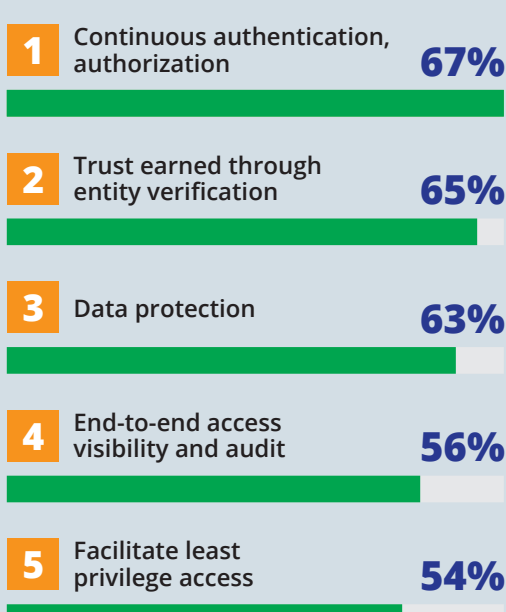 1
Continuous authentication,
authorization
67%
2
Trust earned through
entity verification
65%
3
Data protection
63%
4
End-to-end access
visibility and audit
56%
5
Facilitate least
privilege access
54%